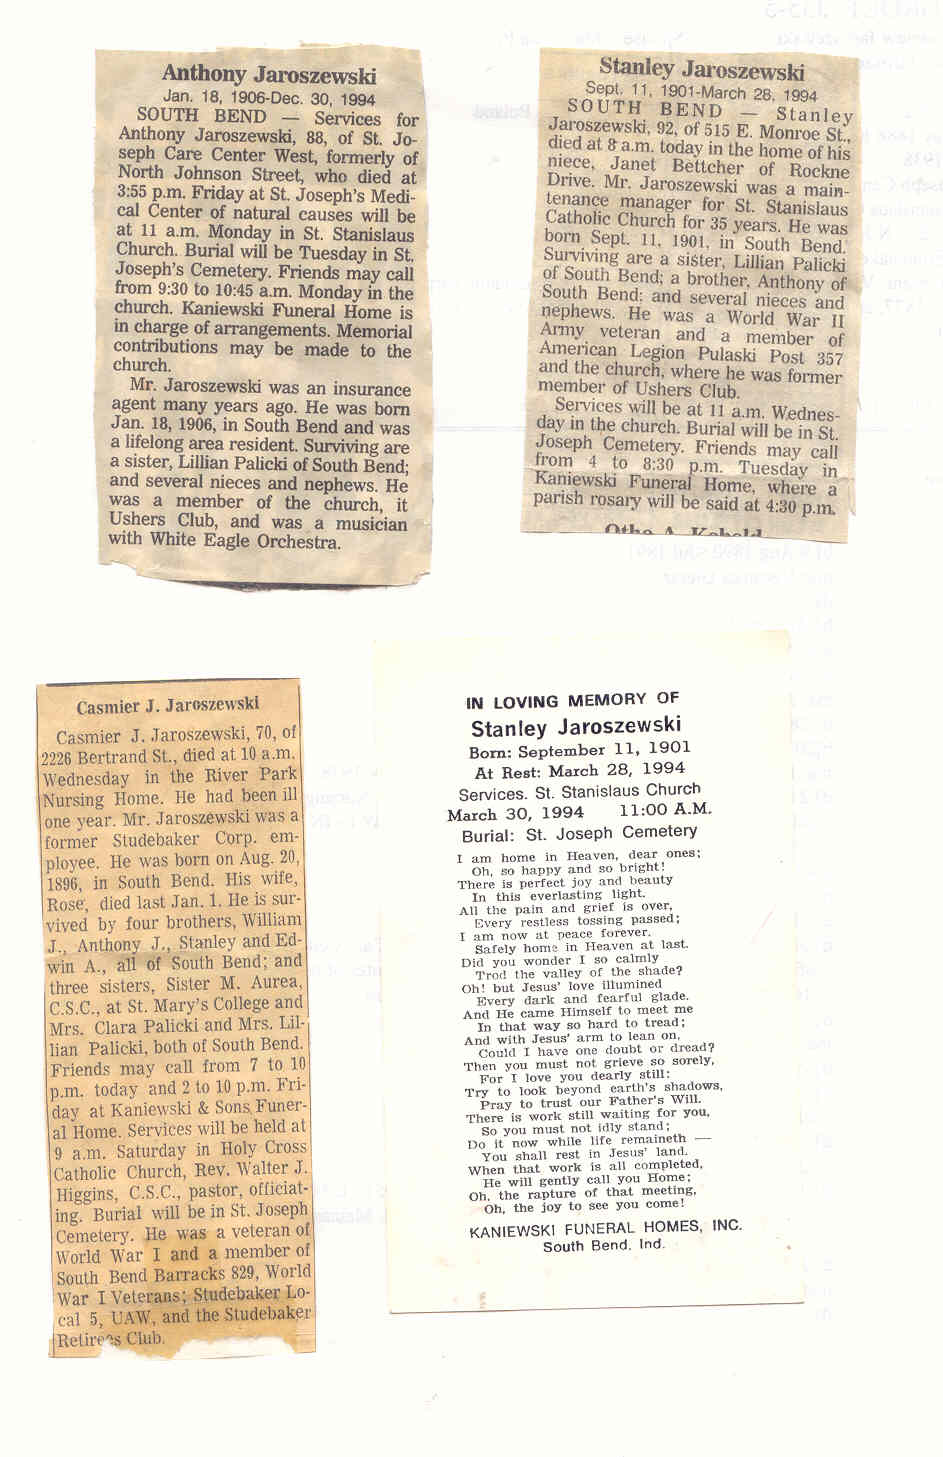 Anthony Jaroszewski
Jan. 18, 1906-Dec. 30, 1994
SOUTH BEND — Services for
Anthony Jaroszewski, 88, of St. Jo-
seph Care Center West, formerly of
North Johnson Street, who died at
3:55 p.m. Friday at St. Joseph's Medi-
cal Center of natural causes will be
at 11 a.m. Monday in St. Stanislaus
Church. Burial will be Tuesday in St.
Joseph's Cemetery. Friends may call
from 9:30 to 10:45 a.m. Monday in the
church. Kaniewski Funeral Home is
in charge of arrangements. Memorial
contributions may be made to the
church.
Mr. Jaroszewski was an insurance
agent many years ago. He was born
Jan. 18, 1906, in South Bend and was
a lifelong area resident. Surviving are
a sister, Lillian Palicki of South Bend;
and several nieces and nephews. He
was a member of the church, it
Ushers Club, and was a musician
with White Eagle Orchestra.
Stanley Jaroszewski
Sept. 11, 1901-March 28, 1994
SOUTH BEND — Stanley
Jaroszewski, 92, of 515 E. Monroe St.,
died at 8 a.m. today in the home of his
niece, Janet Bettcher of Rockne
Drive. Mr. Jaroszewski was a main-
tenance manager for St. Stanislaus
Catholic Church for 35 years. He was
born Sept. 11, 1901, in South Bend.
Surviving are a sister, Lillian Palicki
of South Bend; a brother, Anthony of
South Bend; and several nieces and
nephews. He was a World War II
Army veteran and a member of
American Legion Pulaski Post 357
and the church, where he was former
member of Ushers Club.
Services will be at 11 a.m. Wednes-
day in the church. Burial will be in St.
Joseph Cemetery. Friends may call
from 4 to 8:30 p.m. Tuesday in
Kaniewski Funeral Home, where a
parish rosary will be said at 4:30 p.m.
Casmier J. Jaroszewski
Casmier J. Jaroszewski, 70, of
2226 Bertrand St., died at 10 a.m.
Wednesday in the River Park
Nursing Home. He had been ill
one year. Mr. Jaroszewski was a
former Studebaker Corp. em-
ployee. He was born on Aug. 20,
1896, in South Bend. His wife,
Rose, died last Jan. 1. He is sur-
vived by four brothers, William
J., Anthony J., Stanley and Ed-
win A., all of South Bend; and
three sisters, Sister M. Aurea,
C.S.C., at St. Mary's College and
Mrs. Clara Palicki and Mrs. Lil-
lian Palicki, both of South Bend.
Friends may call from 7 to 10
p.m. today and 2 to 10 p.m. Fri-
day at Kaniewski & Sons Funer-
al Home. Services will be held at
9 a.m. Saturday in Holy Cross
Catholic Church, Rev. Walter J.
Higgins, C.S.C., pastor, officiat-
ing. Burial will be in St. Joseph
Cemetery. He was a veteran of
World War I and a member of
South Bend Barracks 829, World
War I Veterans; Studebaker Lo-
cal 5, UAW, and the Studebaker
Retirees Club.
IN LOVING MEMORY OF
Stanley Jaroszewski
Born: September 11, 1901
At Rest: March 28, 1994
Services. St. Stanislaus Church
March 30, 1994 11:00 A.M.
Burial: St. Joseph Cemetery
I am home in Heaven, dear ones;
Oh, so happy and so bright!
There is perfect joy and beauty
In this everlasting light.
All the pain and grief is over,
Every restless tossing passed;
I am now at peace forever.
Safely home in Heaven at last.
Did you wonder I so calmly
Trod the valley of the shade?
Oh! but Jesus' love illumined
Every dark and fearful glade.
And He came Himself to meet me
In that way so hard to tread;
And with Jesus' arm to lean on,
Could I have one doubt or dread?
Then you must not grieve so sorely,
For I love you dearly still:
Try to look beyond earth's shadows,
Pray to trust our Father's Will.
There is work still waiting for you,
So you must not idly stand;
Do it now while life remaineth —
You shall rest in Jesus' land.
When that work is all completed,
He will gently call you Home;
Oh, the rapture of that meeting,
Oh, the joy to see you come!
KANIEWSKI FUNERAL HOMES, INC.
South Bend, Ind.